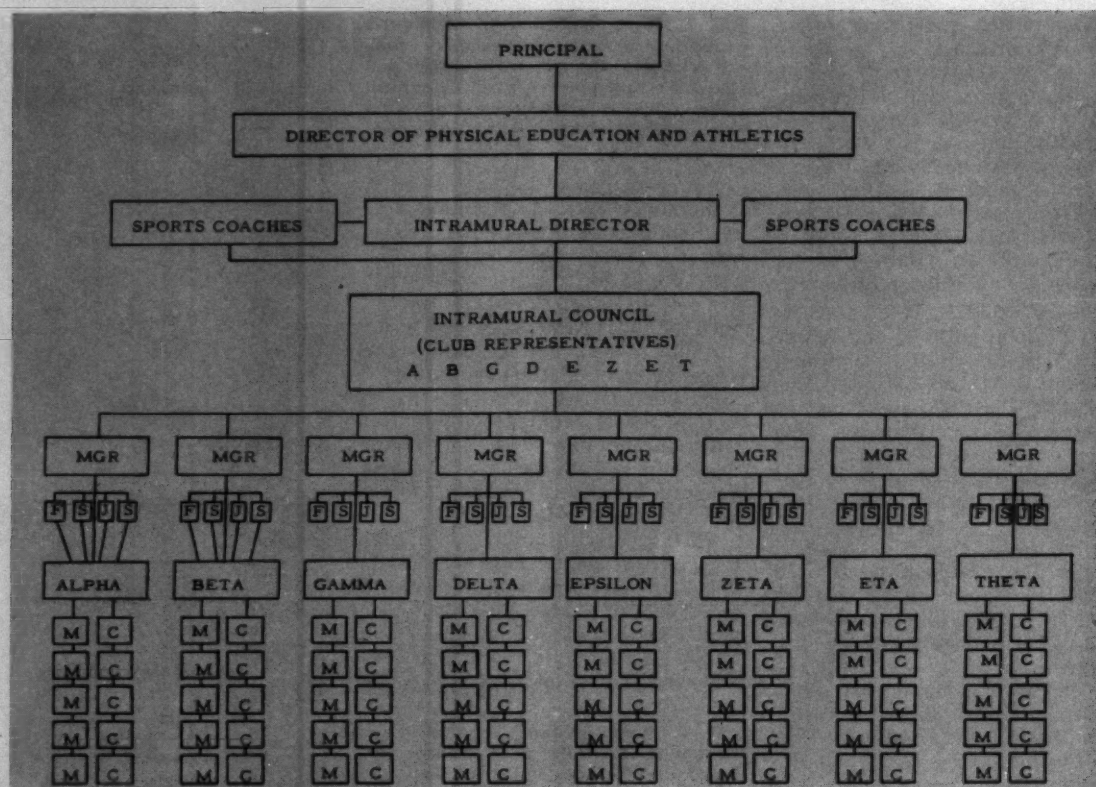 PRINCIPAL
DIRECTOR OF PHYSICAL EDUCATION AND ATHLETICS
SPORTS COACHES INTRAMURAL DIRECTOR SPORTS COACHES
INTRAMURAL COUNCIL
(CLUB REPRESENTATIVES)
A B G D E Z E T
MGR MGR MGR MGR MGR MGR MGR MGR
F S J S F S J S F S J S F S J S F S J S F S J S F S J S F S J S
ALPHA BETA GAMMA DELTA EPSILON ZETA ETA THETA
M C M C M C M C M C M C M C M C
M C M C M C M C M C M C M C M C
M C M C M C M C M C M C M C M C
M C M C M C M C M C M C M C M C
M C M C M C M C M C M C M C M C